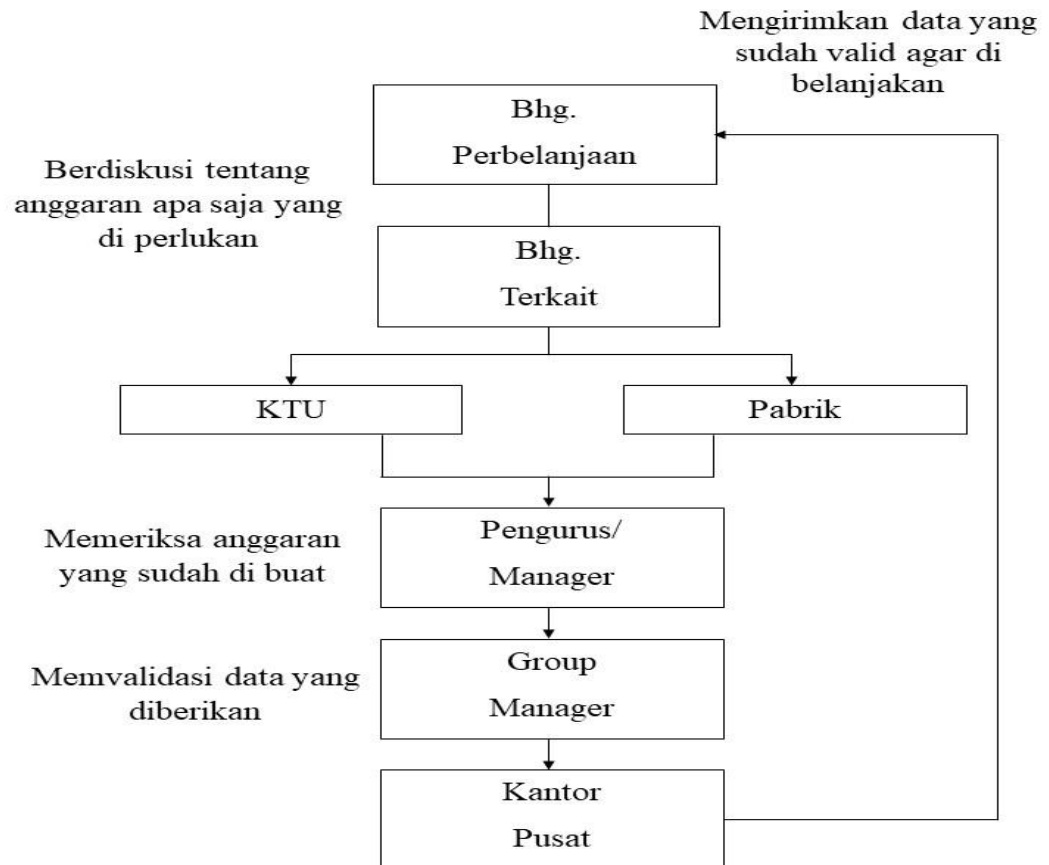 Mengirimkan data yang
sudah valid agar di
belanjakan
Bhg.
Perbelanjaan
Berdiskusi tentang
anggaran apa saja yang
di perlukan
Bhg.
Terkait
KTU
Pabrik
Memeriksa anggaran
yang sudah di buat
Pengurus/
Manager
Memvalidasi data yang
diberikan
Group
Manager
Kantor
Pusat